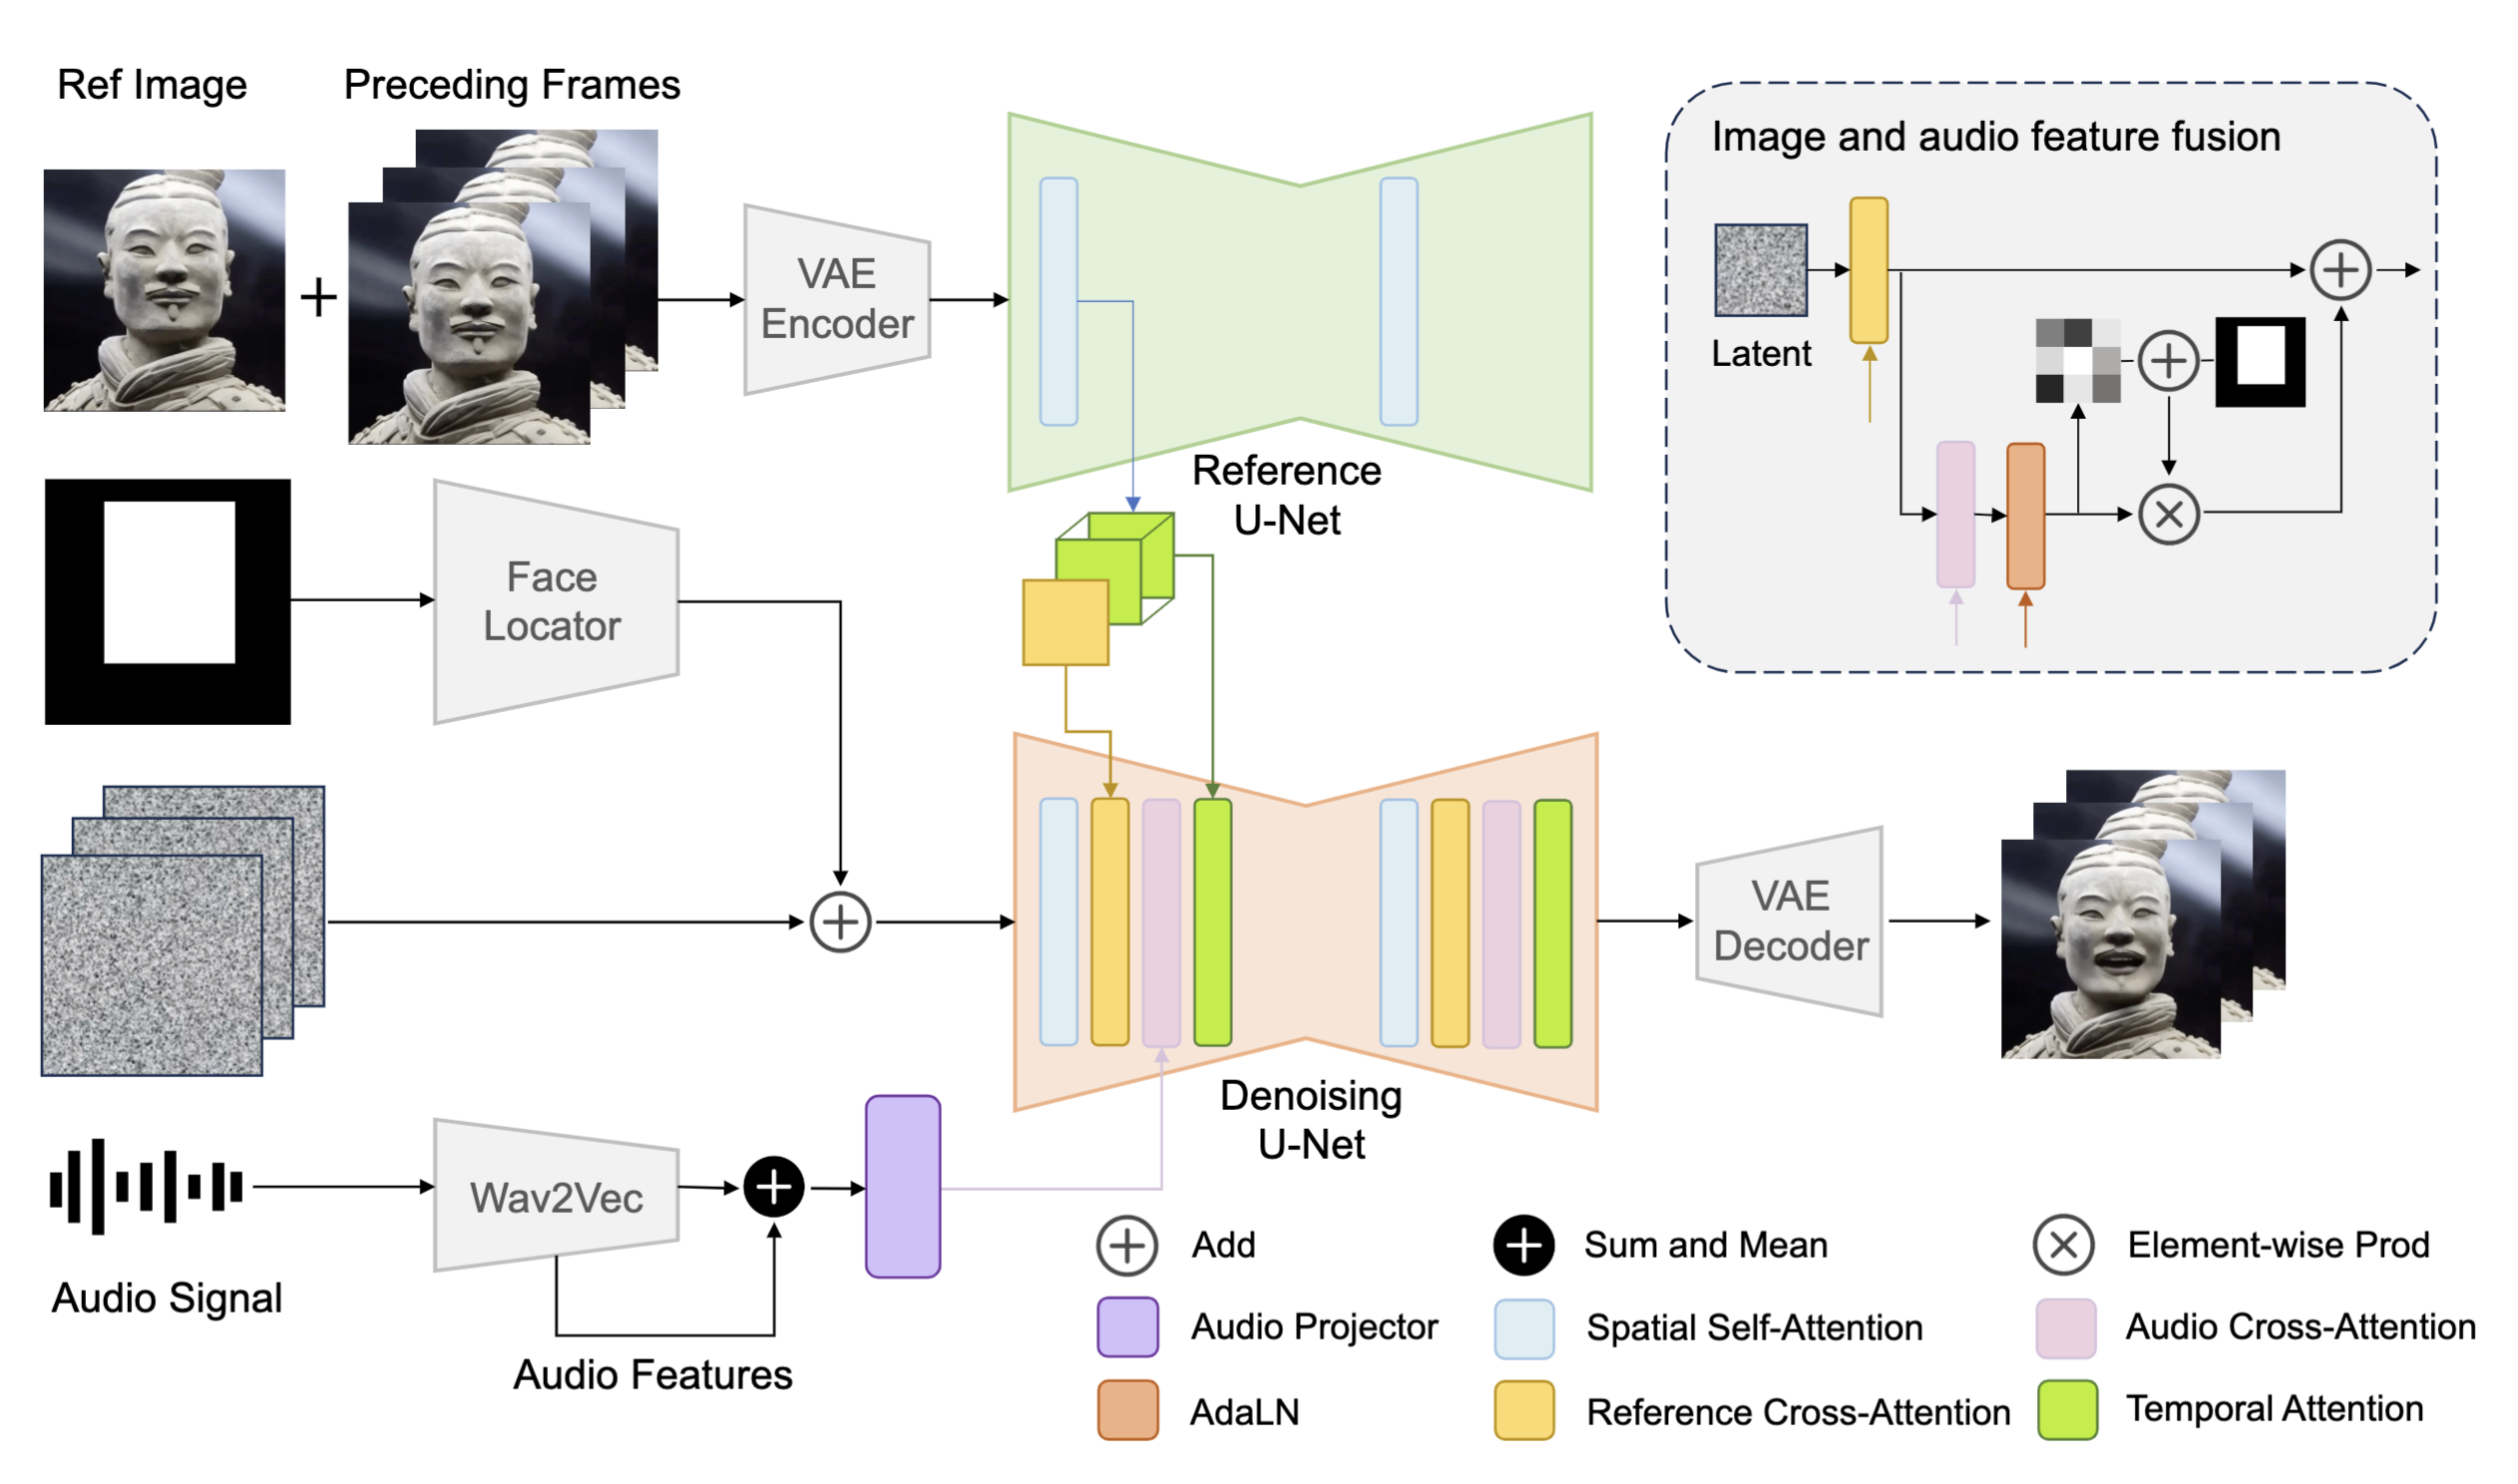 Ref Image
Preceding Frames
Image and audio feature fusion
VAE
Encoder
Latent
Reference
U-Net
Face
Locator
VAE
Decoder
Denoising
U-Net
Wav2Vec
Audio Signal
Audio Features
Add
Sum and Mean
Element-wise Prod
Audio Projector
Spatial Self-Attention
Audio Cross-Attention
AdaLN
Reference Cross-Attention
Temporal Attention